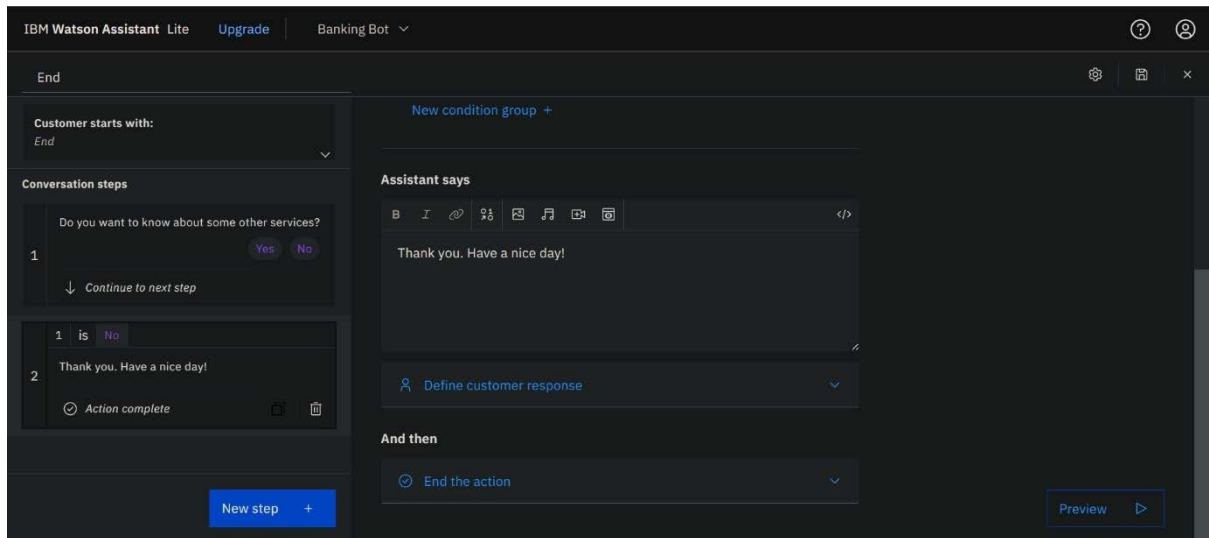 IBM Watson Assistant Lite Upgrade Banking Bot
End
Customer starts with:
End
Conversation steps
1
Do you want to know about some other services?
Yes No
Continue to next step
2
1 is No
Thank you. Have a nice day!
Action complete
New step +
New condition group +
Assistant says
B I </>
Thank you. Have a nice day!
Define customer response
And then
End the action
Preview